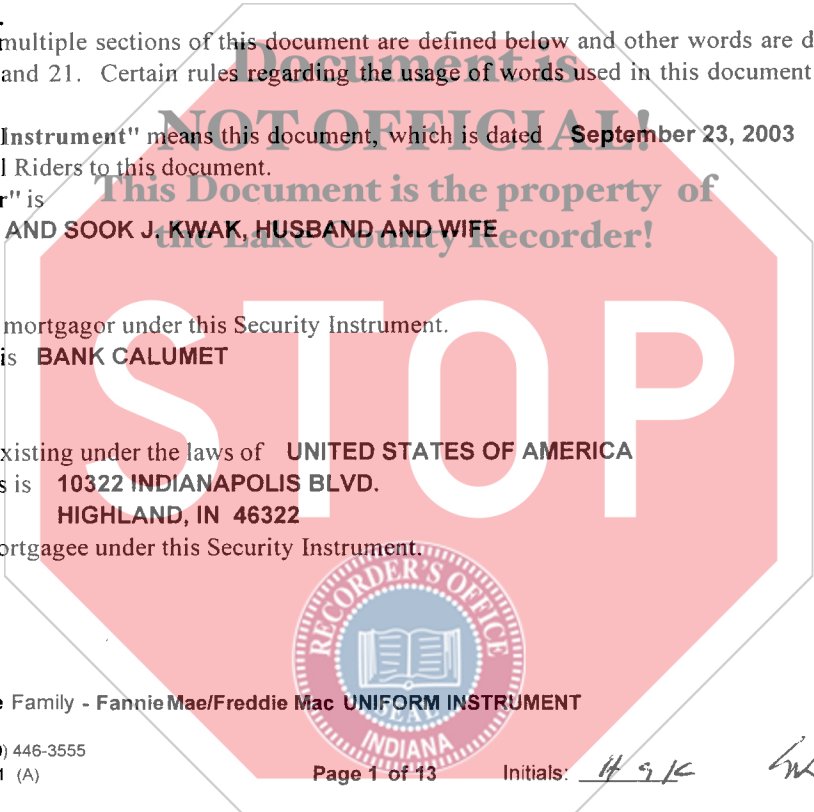 multiple sections of this document are defined below and other words are d
and 21. Certain rules regarding the usage of words used in this document
Document is
NOT OFFICIAL!
This Document is the property of
the Lake County Recorder!
Instrument" means this document, which is dated September 23, 2003
l Riders to this document.
r" is
AND SOOK J. KWAK, HUSBAND AND WIFE
mortgagor under this Security Instrument.
is BANK CALUMET
STOP
xisting under the laws of UNITED STATES OF AMERICA
s is 10322 INDIANAPOLIS BLVD.
HIGHLAND, IN 46322
ortgagee under this Security Instrument.
RECORDER'S OFFICE
SEAL
INDIANA
e Family - Fannie Mae/Freddie Mac UNIFORM INSTRUMENT
) 446-3555
1 (A)
Page 1 of 13 Initials: H G K